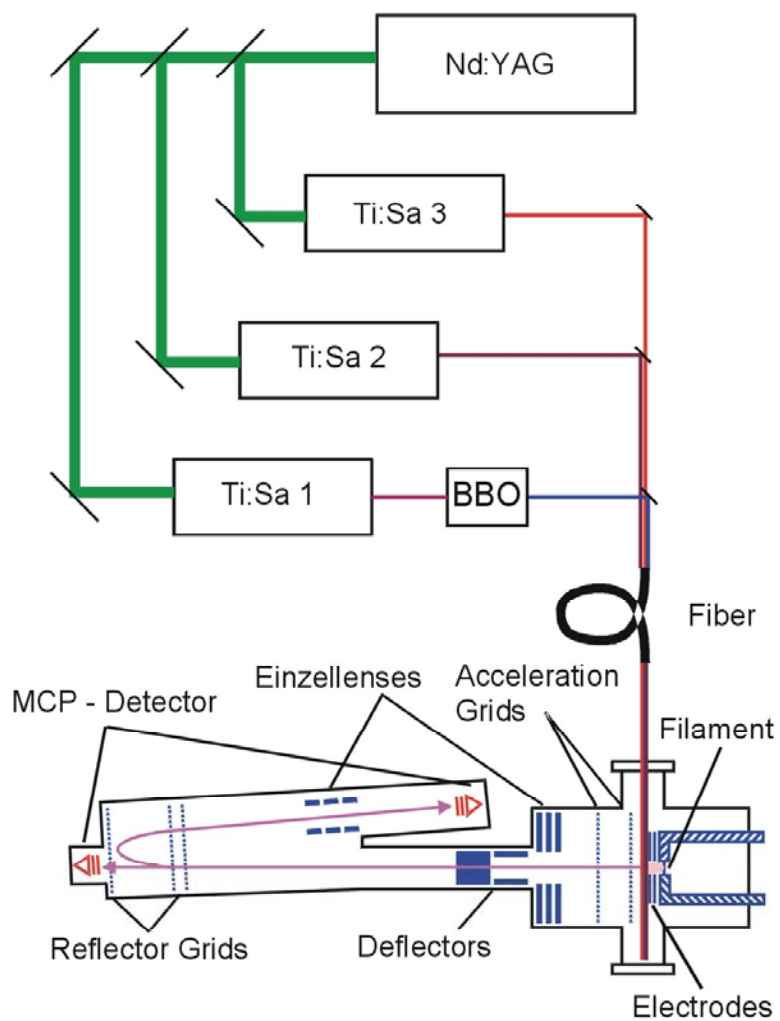 Nd:YAG
Ti:Sa 3
Ti:Sa 2
Ti:Sa 1
BBO
Fiber
Einzellenses
Acceleration
Grids
MCP - Detector
Filament
Reflector Grids
Deflectors
Electrodes